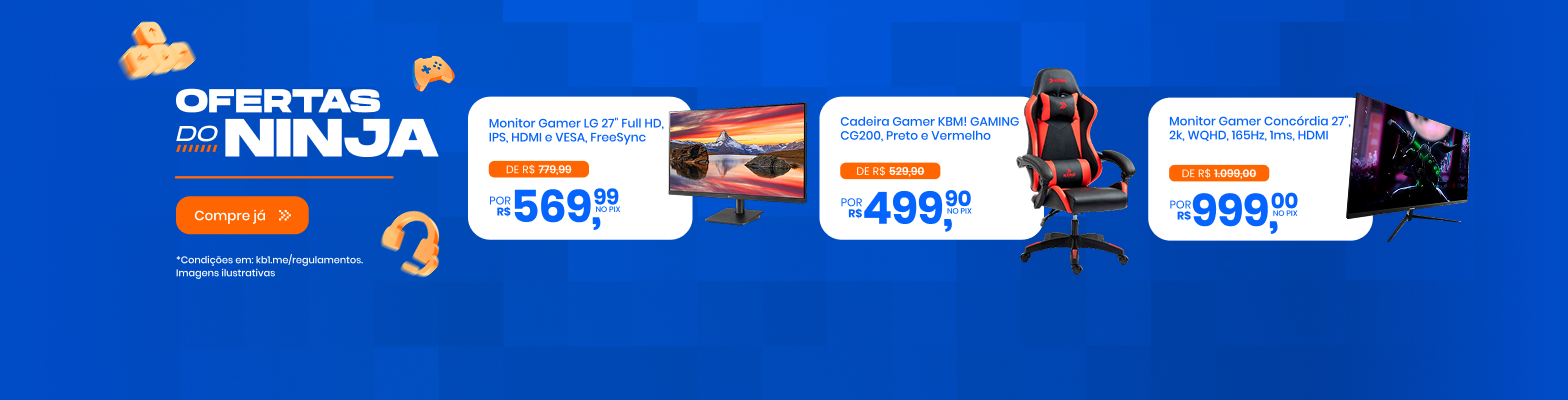 OFERTAS
DO NINJA
Compre já
*Condições em: kb1.me/regulamentos.
Imagens ilustrativas
Monitor Gamer LG 27" Full HD,
IPS, HDMI e VESA, FreeSync
DE R$ 779,99
POR R$ 569,99 NO PIX
Cadeira Gamer KBM! GAMING
CG200, Preto e Vermelho
DE R$ 529,90
POR R$ 499,90 NO PIX
Monitor Gamer Concórdia 27",
2k, WQHD, 165Hz, 1ms, HDMI
DE R$ 1.099,00
POR R$ 999,00 NO PIX